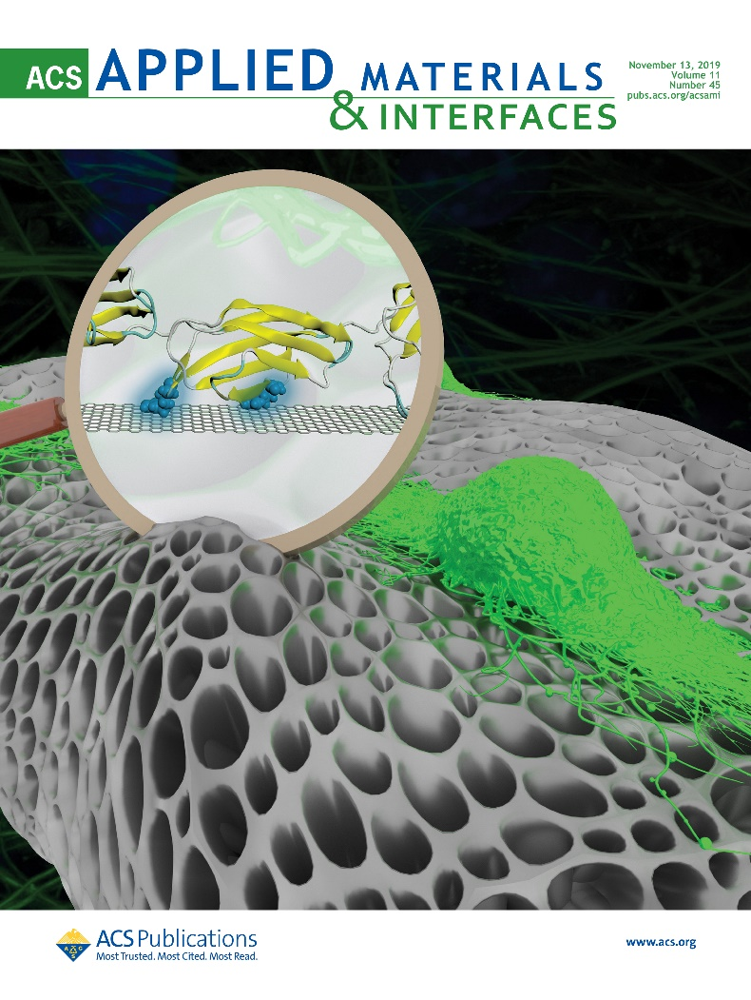 ACS APPLIED MATERIALS
& INTERFACES
November 13, 2019
Volume 11
Number 45
pubs.acs.org/acsami
ACS Publications
Most Trusted. Most Cited. Most Read.
www.acs.org